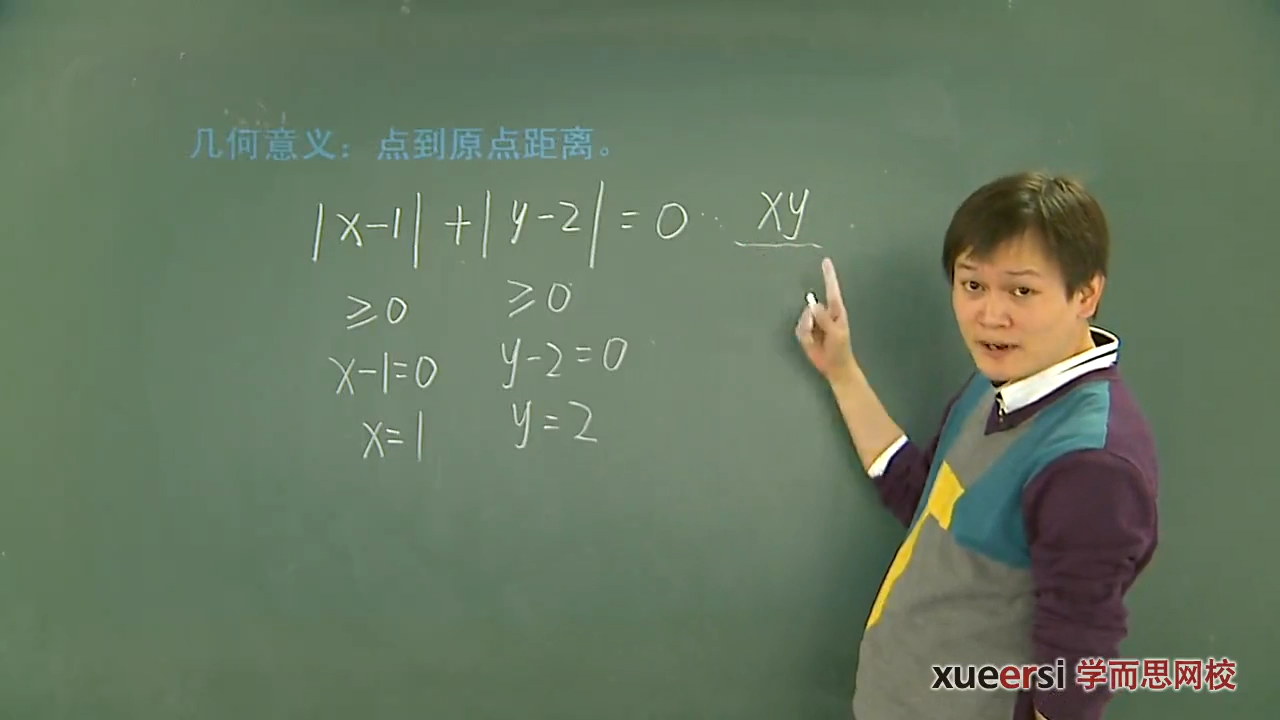 几何意义：点到原点距离。
|x-1|+|y-2|=0 xy
≥0 ≥0
x-1=0 y-2=0
x=1 y=2
xueersi 学而思网校